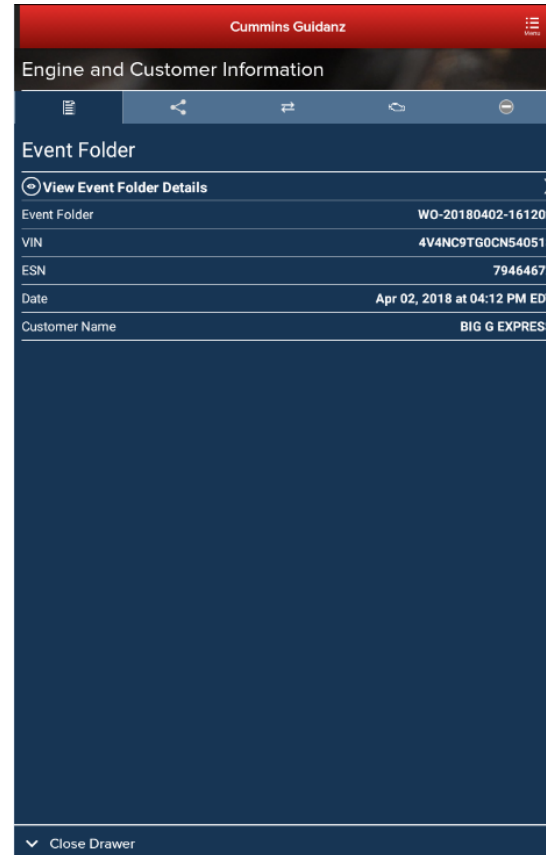 Cummins Guidanz
Menu
Engine and Customer Information
Event Folder
View Event Folder Details
Event Folder WO-20180402-16120
VIN 4V4NC9TG0CN54051
ESN 7946467
Date Apr 02, 2018 at 04:12 PM ED
Customer Name BIG G EXPRES
Close Drawer